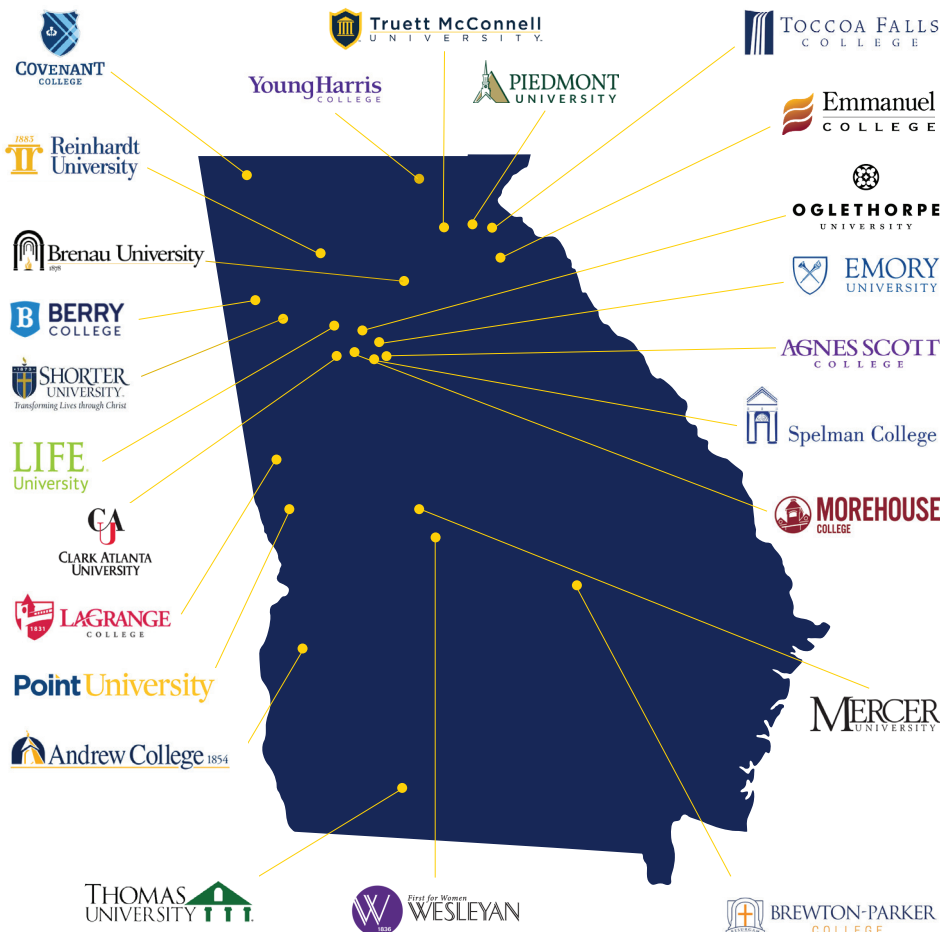 Truett McConnell
UNIVERSITY.
TOCCOA FALLS
COLLEGE
COVENANT
COLLEGE
YoungHarris
COLLEGE
PIEDMONT
UNIVERSITY
Emmanuel
COLLEGE
1883
Reinhardt
University
OGLETHORPE
UNIVERSITY
Brenau University
1878
EMORY
UNIVERSITY
B
BERRY
COLLEGE
AGNES SCOTT
COLLEGE
SHORTER
UNIVERSITY.
Transforming Lives through Christ
Spelman College
LIFE
University
MOREHOUSE
COLLEGE
CAU
CLARK ATLANTA
UNIVERSITY
1831
LAGRANGE
COLLEGE
Point University
MERCER
UNIVERSITY
Andrew College 1854
THOMAS
UNIVERSITY
W
1836
First for Women
WESLEYAN
BREWTON-PARKER
COLLEGE